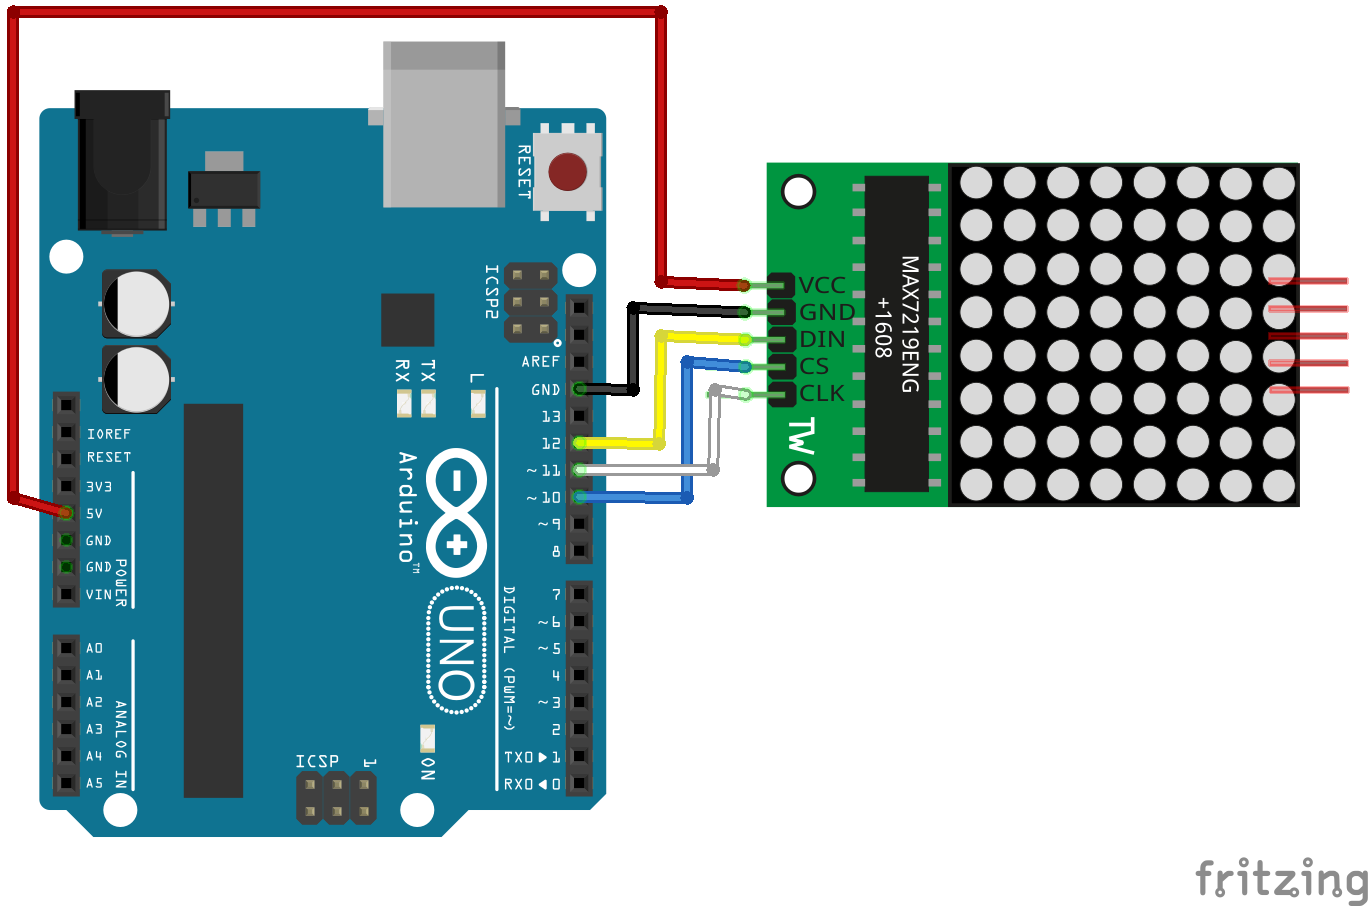 RESET
ICSP2
AREF
GND
13
12
~11
~10
~9
8
RX
TX
L
IOREF
RESET
3V3
5V
GND
GND
VIN
POWER
Arduino™
UNO
7
~6
~5
4
~3
2
TX0▶1
RX0◀0
DIGITAL (PWM=~)
A0
A1
A2
A3
A4
A5
ANALOG IN
ICSP
1
ON
VCC
GND
DIN
CS
CLK
TW
MAX7219ENG
+1608
fritzing